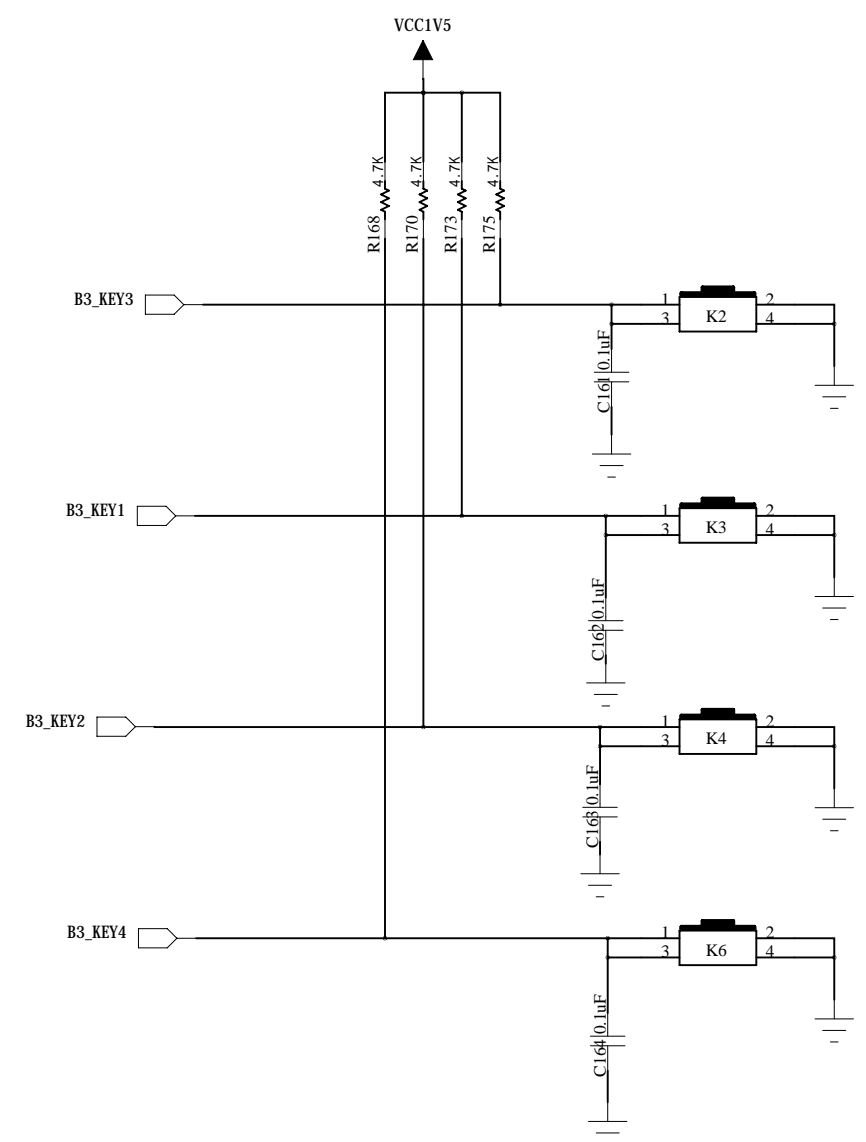 VCC1V5
4.7K
4.7K
4.7K
4.7K
R168
R170
R173
R175
B3_KEY3
1
2
K2
3
4
C161 0.1uF
B3_KEY1
1
2
K3
3
4
C162 0.1uF
B3_KEY2
1
2
K4
3
4
C163 0.1uF
B3_KEY4
1
2
K6
3
4
C164 0.1uF